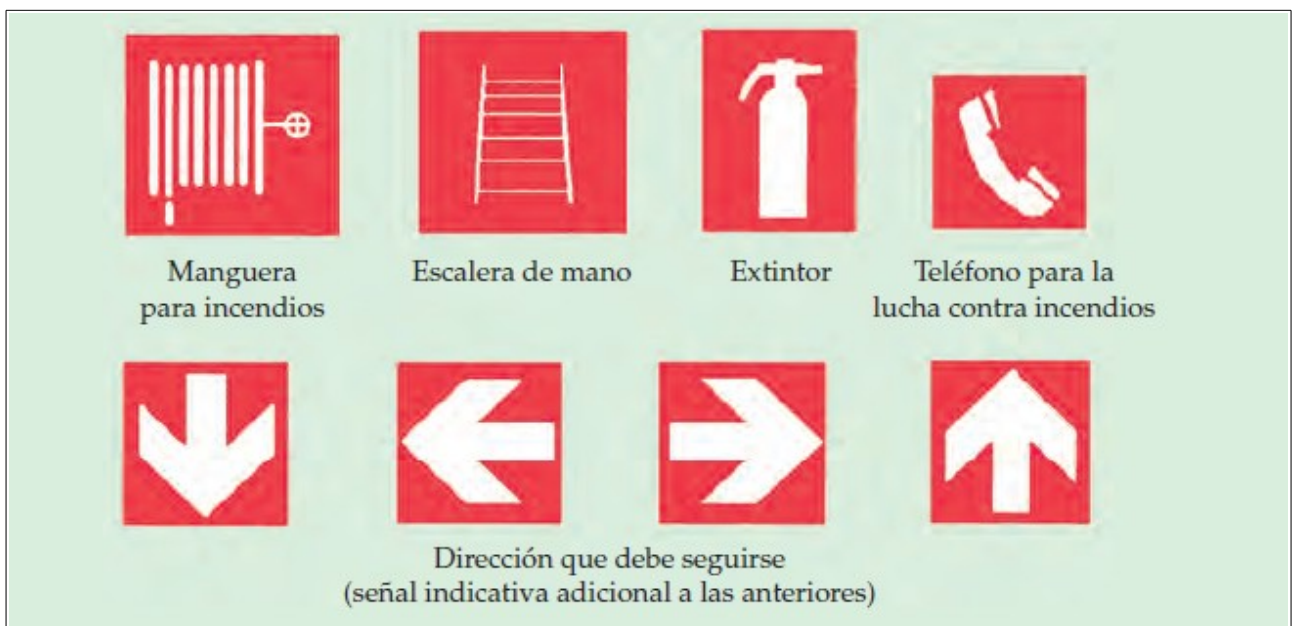 Manguera
para incendios
Escalera de mano
Extintor
Teléfono para la
lucha contra incendios
Dirección que debe seguirse
(señal indicativa adicional a las anteriores)